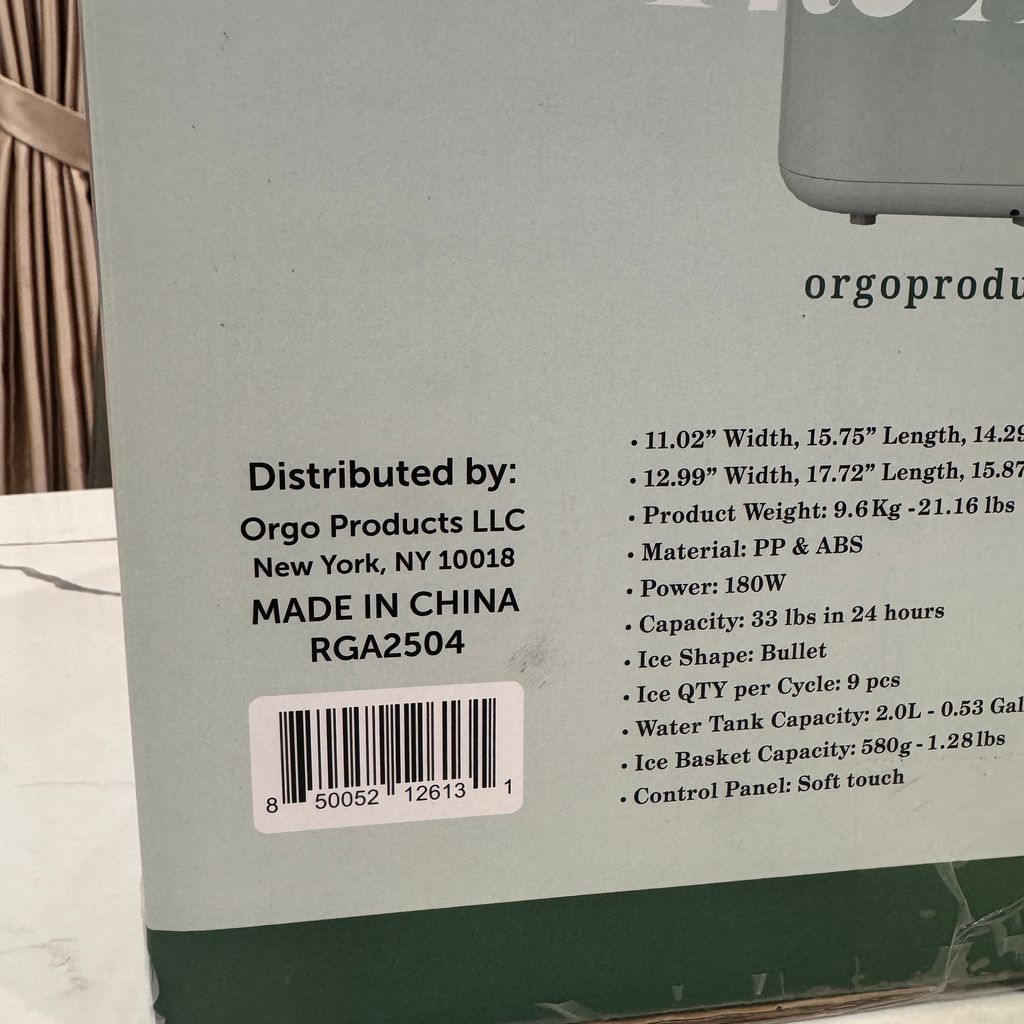 orgoprodu
Distributed by:
Orgo Products LLC
New York, NY 10018
MADE IN CHINA
RGA2504
8 50052 12613 1
• 11.02” Width, 15.75” Length, 14.29
• 12.99” Width, 17.72” Length, 15.87
• Product Weight: 9.6Kg - 21.16 lbs
• Material: PP & ABS
• Power: 180W
• Capacity: 33 lbs in 24 hours
• Ice Shape: Bullet
• Ice QTY per Cycle: 9 pcs
• Water Tank Capacity: 2.0L - 0.53 Gal
• Ice Basket Capacity: 580g - 1.28lbs
• Control Panel: Soft touch